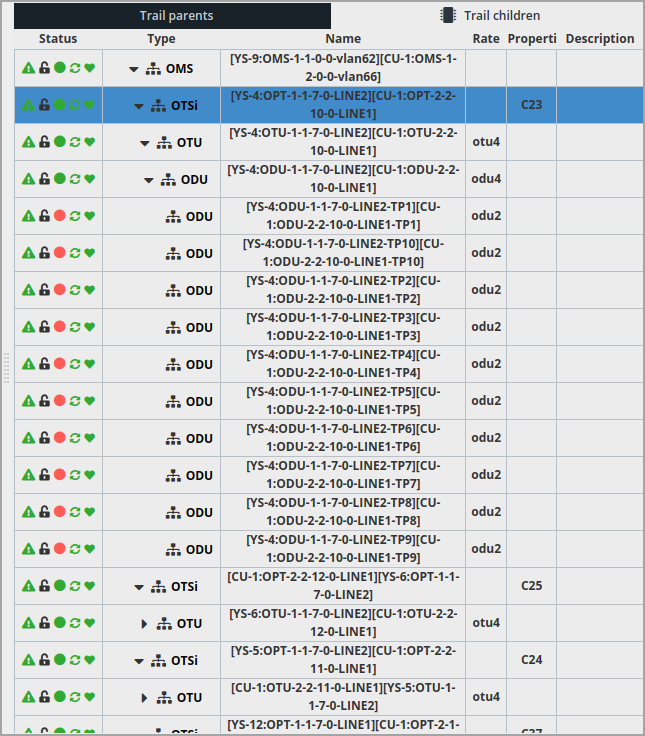 Trail parents
Trail children
Status Type Name Rate Properti Description
OMS [YS-9:OMS-1-1-0-0-vlan62][CU-1:OMS-1-
2-0-0-vlan66]
OTSi [YS-4:OPT-1-1-7-0-LINE2][CU-1:OPT-2-2- C23
10-0-LINE1]
OTU [YS-4:OTU-1-1-7-0-LINE2][CU-1:OTU-2-2- otu4
10-0-LINE1]
ODU [YS-4:ODU-1-1-7-0-LINE2][CU-1:ODU-2-2- odu4
10-0-LINE1]
ODU [YS-4:ODU-1-1-7-0-LINE2-TP1][CU- odu2
1:ODU-2-2-10-0-LINE1-TP1]
ODU [YS-4:ODU-1-1-7-0-LINE2-TP10][CU- odu2
1:ODU-2-2-10-0-LINE1-TP10]
ODU [YS-4:ODU-1-1-7-0-LINE2-TP2][CU- odu2
1:ODU-2-2-10-0-LINE1-TP2]
ODU [YS-4:ODU-1-1-7-0-LINE2-TP3][CU- odu2
1:ODU-2-2-10-0-LINE1-TP3]
ODU [YS-4:ODU-1-1-7-0-LINE2-TP4][CU- odu2
1:ODU-2-2-10-0-LINE1-TP4]
ODU [YS-4:ODU-1-1-7-0-LINE2-TP5][CU- odu2
1:ODU-2-2-10-0-LINE1-TP5]
ODU [YS-4:ODU-1-1-7-0-LINE2-TP6][CU- odu2
1:ODU-2-2-10-0-LINE1-TP6]
ODU [YS-4:ODU-1-1-7-0-LINE2-TP7][CU- odu2
1:ODU-2-2-10-0-LINE1-TP7]
ODU [YS-4:ODU-1-1-7-0-LINE2-TP8][CU- odu2
1:ODU-2-2-10-0-LINE1-TP8]
ODU [YS-4:ODU-1-1-7-0-LINE2-TP9][CU- odu2
1:ODU-2-2-10-0-LINE1-TP9]
OTSi [CU-1:OPT-2-2-12-0-LINE1][YS-6:OPT-1-1- C25
7-0-LINE2]
OTU [YS-6:OTU-1-1-7-0-LINE2][CU-1:OTU-2-2- otu4
12-0-LINE1]
OTSi [YS-5:OPT-1-1-7-0-LINE2][CU-1:OPT-2-2- C24
11-0-LINE1]
OTU [CU-1:OTU-2-2-11-0-LINE1][YS-5:OTU-1- otu4
1-7-0-LINE2]
OTSi [YS-12:OPT-1-1-7-0-LINE1][CU-1:OPT-2-1-